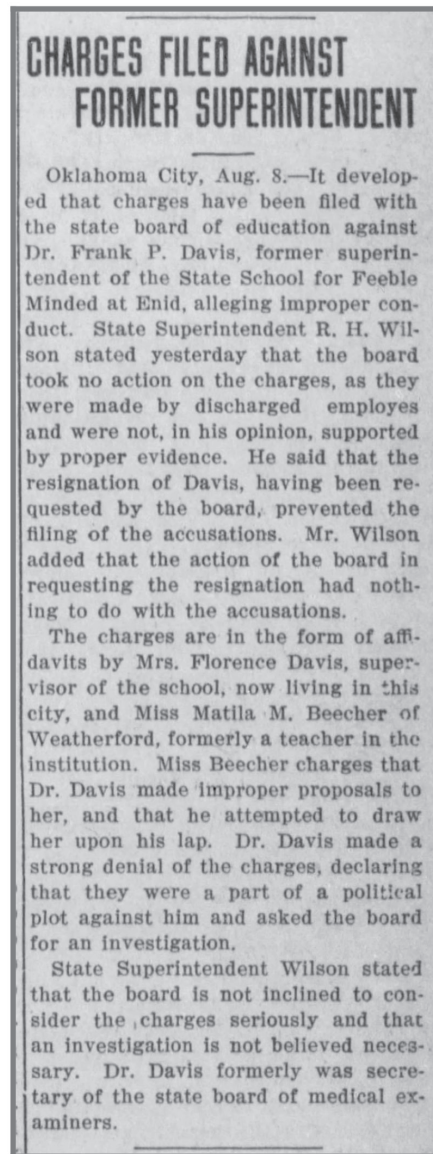 CHARGES FILED AGAINST
FORMER SUPERINTENDENT
Oklahoma City, Aug. 8.—It develop-
ed that charges have been filed with
the state board of education against
Dr. Frank P. Davis, former superin-
tendent of the State School for Feeble
Minded at Enid, alleging improper con-
duct. State Superintendent R. H. Wil-
son stated yesterday that the board
took no action on the charges, as they
were made by discharged employes
and were not, in his opinion, supported
by proper evidence. He said that the
resignation of Davis, having been re-
quested by the board, prevented the
filing of the accusations. Mr. Wilson
added that the action of the board in
requesting the resignation had noth-
ing to do with the accusations.
The charges are in the form of affi-
davits by Mrs. Florence Davis, super-
visor of the school, now living in this
city, and Miss Matila M. Beecher of
Weatherford, formerly a teacher in the
institution. Miss Beecher charges that
Dr. Davis made improper proposals to
her, and that he attempted to draw
her upon his lap. Dr. Davis made a
strong denial of the charges, declaring
that they were a part of a political
plot against him and asked the board
for an investigation.
State Superintendent Wilson stated
that the board is not inclined to con-
sider the charges seriously and that
an investigation is not believed neces-
sary. Dr. Davis formerly was secre-
tary of the state board of medical ex-
aminers.